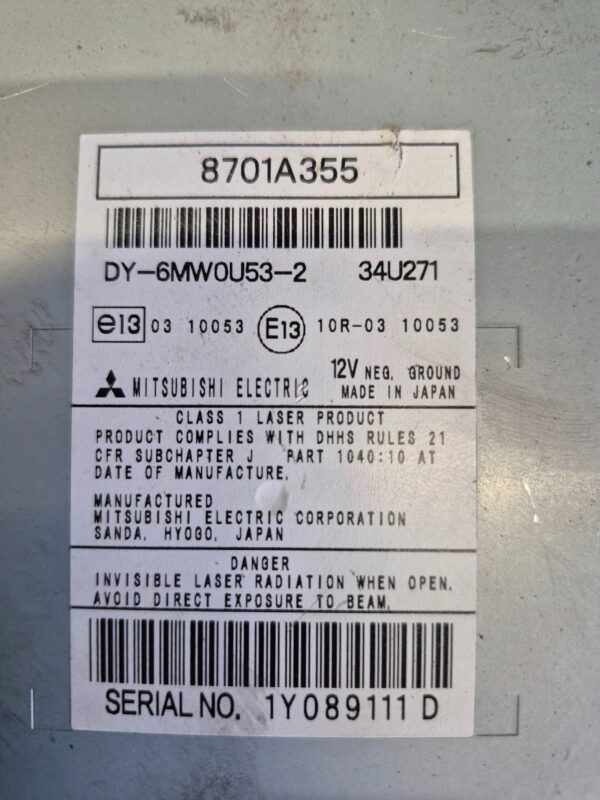 8701A355
DY-6MW0U53-2 34U271
e13 03 10053 E13 10R-03 10053
12V NEG. GROUND
MITSUBISHI ELECTRIC MADE IN JAPAN
CLASS 1 LASER PRODUCT
PRODUCT COMPLIES WITH DHHS RULES 21
CFR SUBCHAPTER J PART 1040:10 AT
DATE OF MANUFACTURE.
MANUFACTURED
MITSUBISHI ELECTRIC CORPORATION
SANDA, HYOGO, JAPAN
DANGER
INVISIBLE LASER RADIATION WHEN OPEN.
AVOID DIRECT EXPOSURE TO BEAM.
SERIAL NO. 1Y089111 D